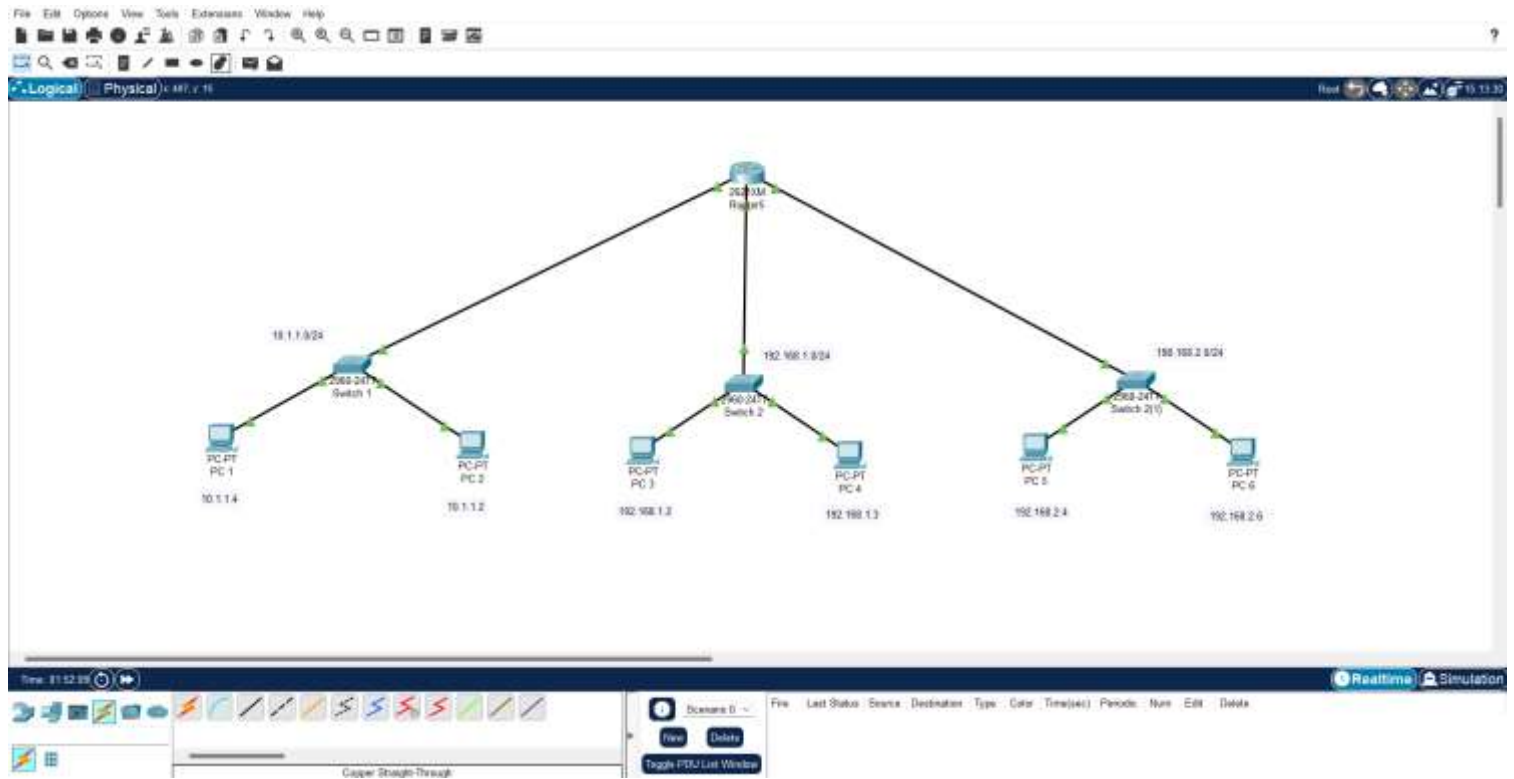 File Edit Options View Tools Extensions Window Help
?
Logical Physical
Root
10.1.1.0/24
Switch 1
PC-PT
PC 1
10.1.1.4
PC-PT
PC 2
10.1.1.2
192.168.1.0/24
Switch 2
PC-PT
PC 3
PC-PT
PC 4
192.168.1.3
Switch 2(1)
PC-PT
PC-PT
PC 6
192.168.2.4
192.168.2.6
Realtime Simulation
Scenario 0
New Delete
Toggle PDU List Window
Fire Last Status Source Destination Type Color Time(sec) Periodic Num Edit Delete
Copper Straight-Through